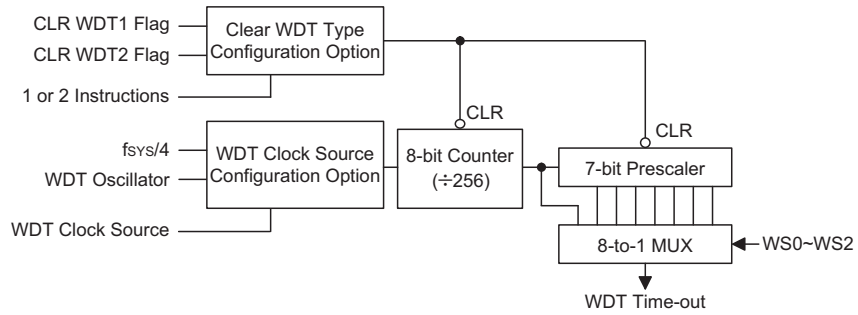 CLR WDT1 Flag
CLR WDT2 Flag
1 or 2 Instructions
Clear WDT Type
Configuration Option
CLR
CLR
fSYS/4
WDT Oscillator
WDT Clock Source
WDT Clock Source
Configuration Option
8-bit Counter
(÷256)
7-bit Prescaler
8-to-1 MUX
WS0~WS2
WDT Time-out